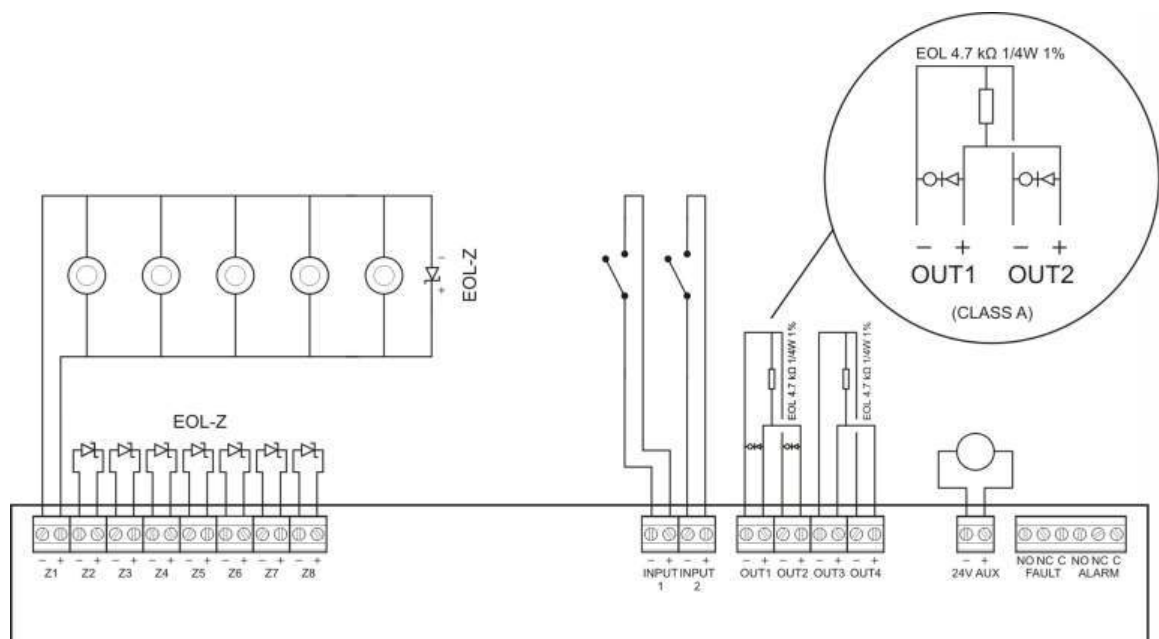 EOL 4.7 kΩ 1/4W 1%
− + − +
OUT1 OUT2
(CLASS A)
−
+
EOL-Z
EOL-Z
EOL 4.7 kΩ 1/4W 1%
EOL 4.7 kΩ 1/4W 1%
− + − + − + − + − + − + − + − +
Z1 Z2 Z3 Z4 Z5 Z6 Z7 Z8
− + − +
INPUT 1
INPUT 2
− + − + − + − +
OUT1 OUT2 OUT3 OUT4
− +
24V AUX
NO NC C NO NC C
FAULT ALARM